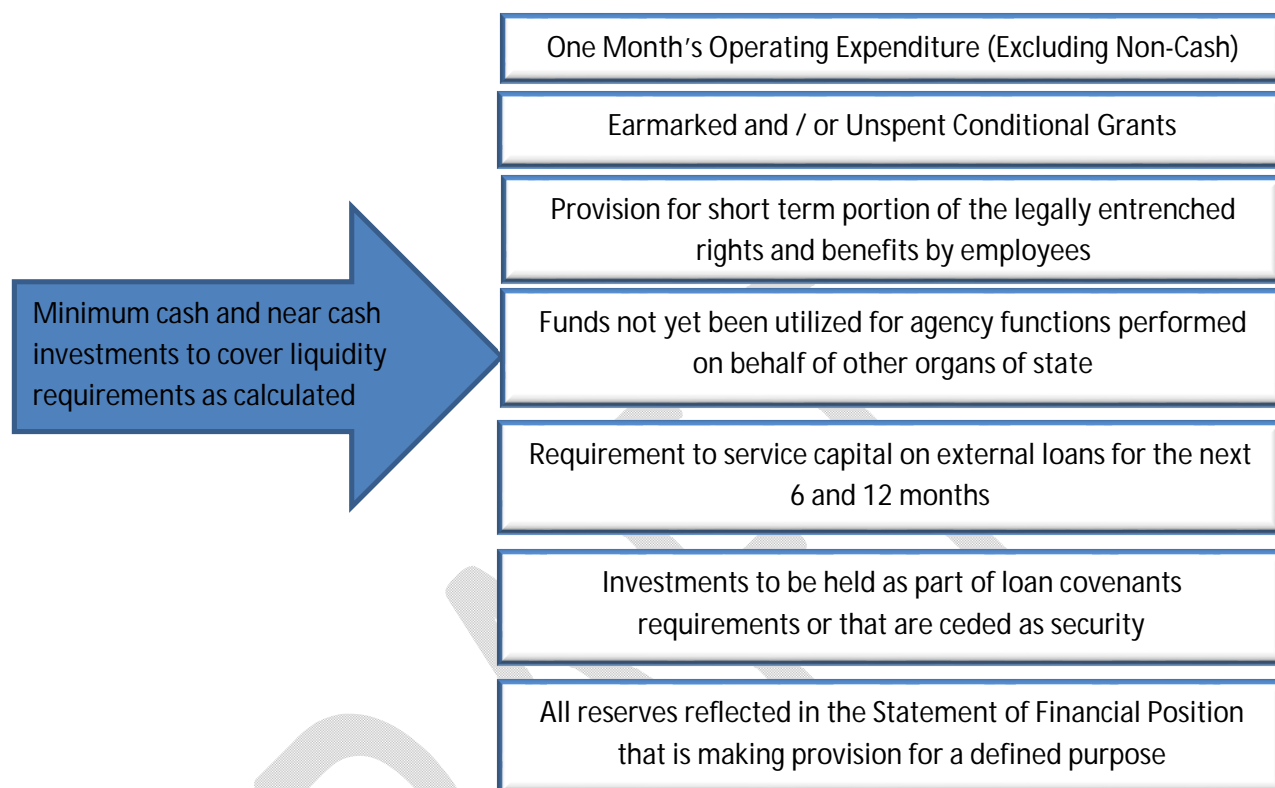 One Month's Operating Expenditure (Excluding Non-Cash)
Earmarked and / or Unspent Conditional Grants
Provision for short term portion of the legally entrenched
rights and benefits by employees
Minimum cash and near cash
investments to cover liquidity
requirements as calculated
Funds not yet been utilized for agency functions performed
on behalf of other organs of state
Requirement to service capital on external loans for the next
6 and 12 months
Investments to be held as part of loan covenants
requirements or that are ceded as security
All reserves reflected in the Statement of Financial Position
that is making provision for a defined purpose